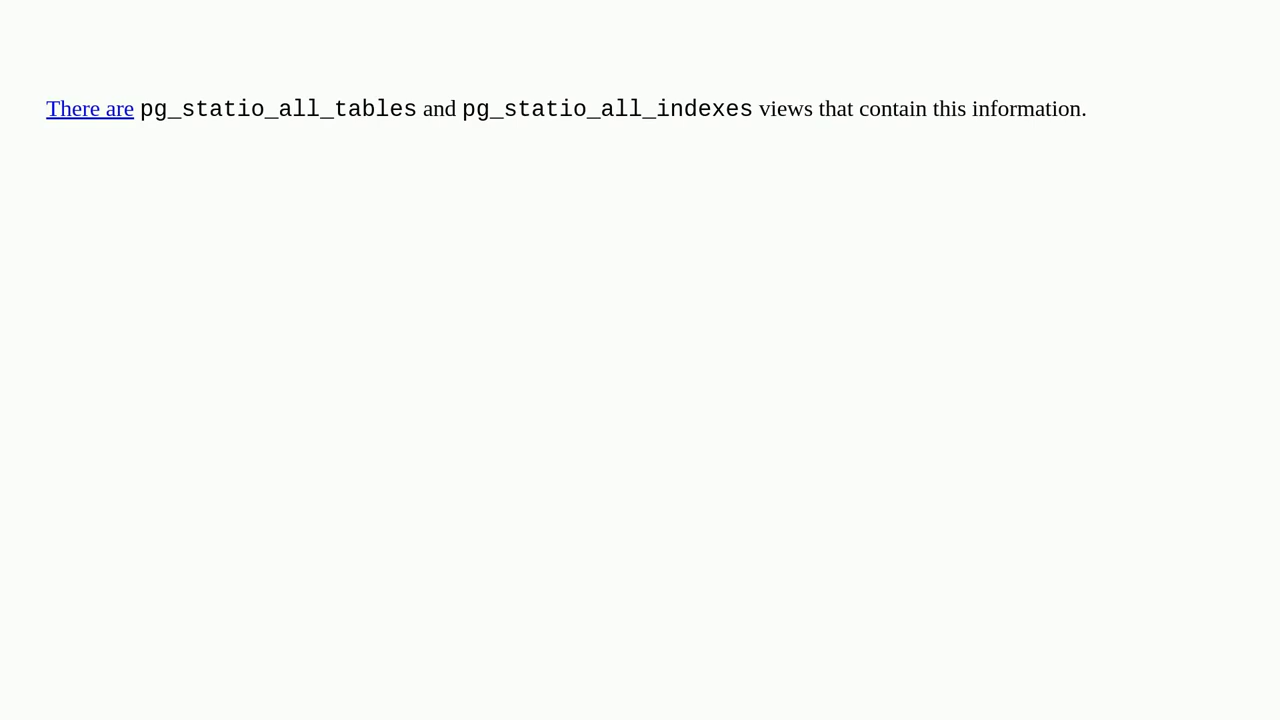 There are pg_statio_all_tables and pg_statio_all_indexes views that contain this information.